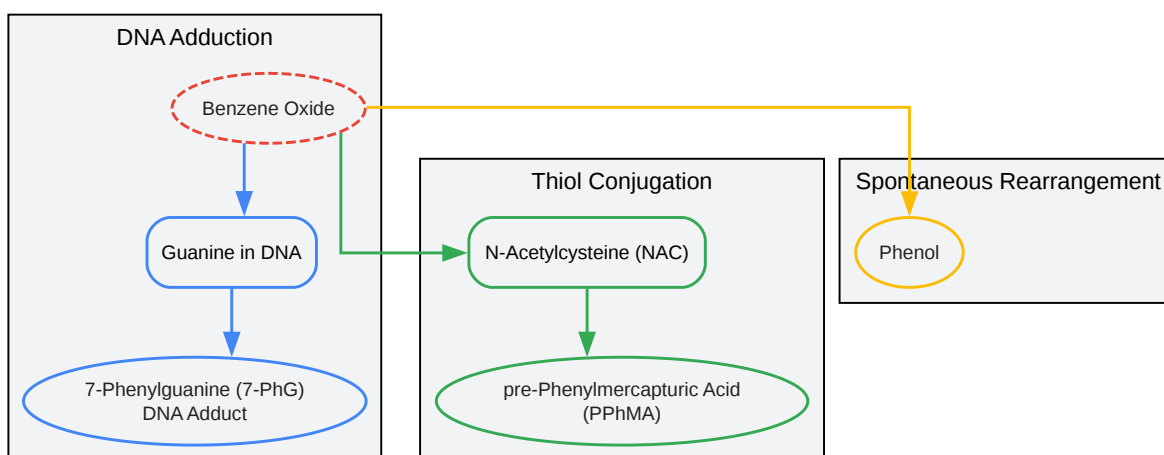 DNA Adduction
Benzene Oxide
Guanine in DNA
7-Phenylguanine (7-PhG)
DNA Adduct
Thiol Conjugation
N-Acetylcysteine (NAC)
pre-Phenylmercapturic Acid
(PPhMA)
Spontaneous Rearrangement
Phenol